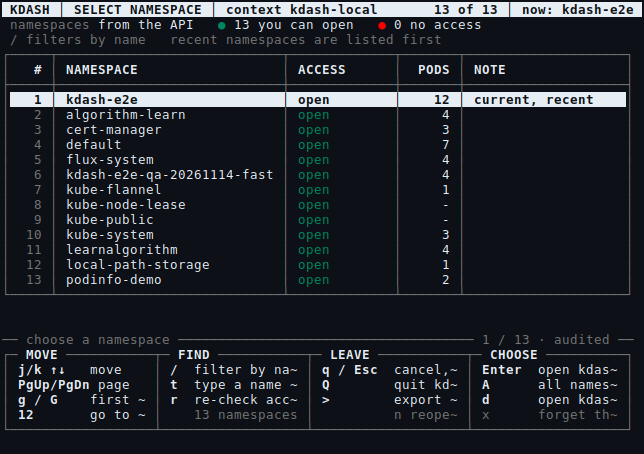 KDASH | SELECT NAMESPACE | context kdash-local 13 of 13 | now: kdash-e2e
namespaces from the API ● 13 you can open ● 0 no access
/ filters by name recent namespaces are listed first
# NAMESPACE ACCESS PODS NOTE
1 kdash-e2e open 12 current, recent
2 algorithm-learn open 4
3 cert-manager open 3
4 default open 7
5 flux-system open 4
6 kdash-e2e-qa-20261114-fast open 4
7 kube-flannel open 1
8 kube-node-lease open -
9 kube-public open -
10 kube-system open 3
11 learnalgorithm open 4
12 local-path-storage open 1
13 podinfo-demo open 2
choose a namespace 1 / 13 · audited
MOVE FIND LEAVE CHOOSE
j/k ↑↓ move / filter by na~ q / Esc cancel,~ Enter open kdas~
PgUp/PgDn page t type a name ~ Q quit kd~ A all names~
g / G first ~ r re-check acc~ > export ~ d open kdas~
12 go to ~ 13 namespaces n reope~ x forget th~